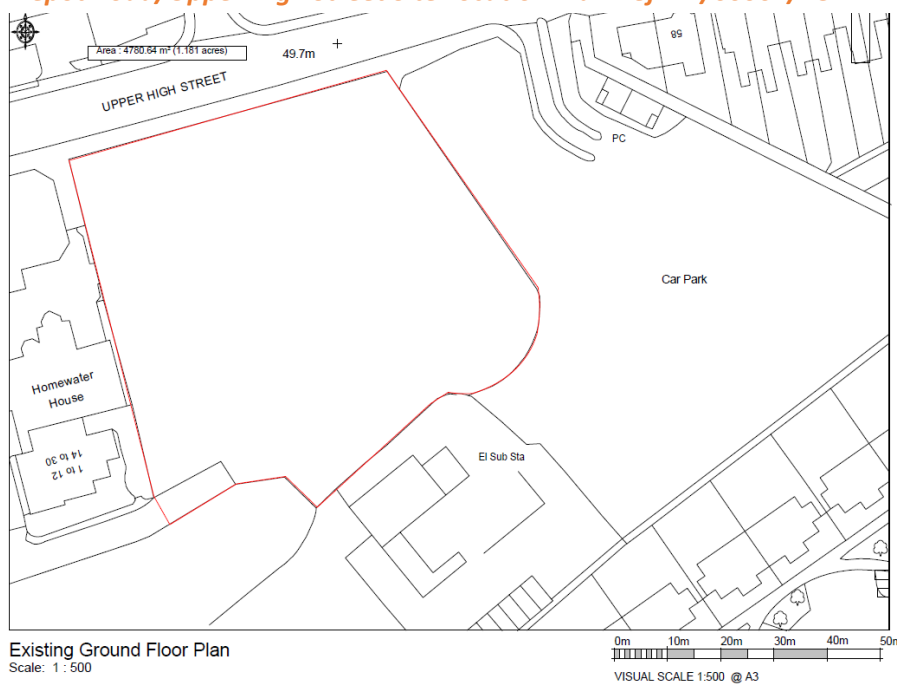 Area : 4780.64 m² (1,181 acres)
49.7m
58
UPPER HIGH STREET
PC
Car Park
Homewater
House
14 to 30
1 to 12
El Sub Sta
Existing Ground Floor Plan
Scale: 1 : 500
0m 10m 20m 30m 40m 50m
VISUAL SCALE 1:500 @ A3